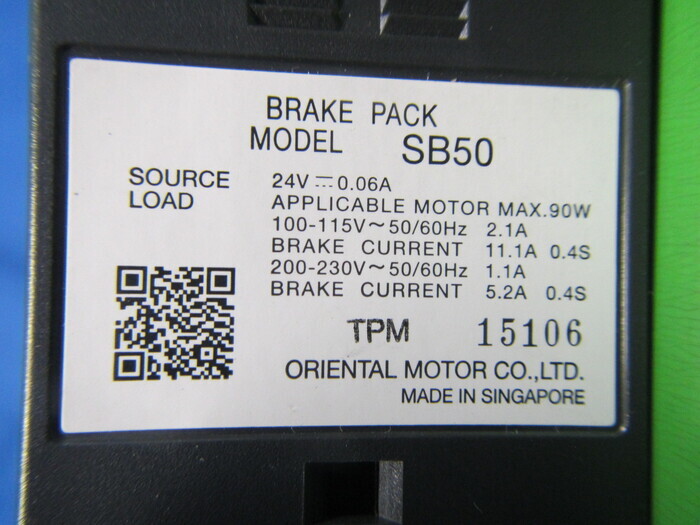 BRAKE PACK
MODEL SB50
SOURCE 24V⎓0.06A
LOAD APPLICABLE MOTOR MAX.90W
100-115V~50/60Hz 2.1A
BRAKE CURRENT 11.1A 0.4S
200-230V~50/60Hz 1.1A
BRAKE CURRENT 5.2A 0.4S
TPM 15106
ORIENTAL MOTOR CO.,LTD.
MADE IN SINGAPORE